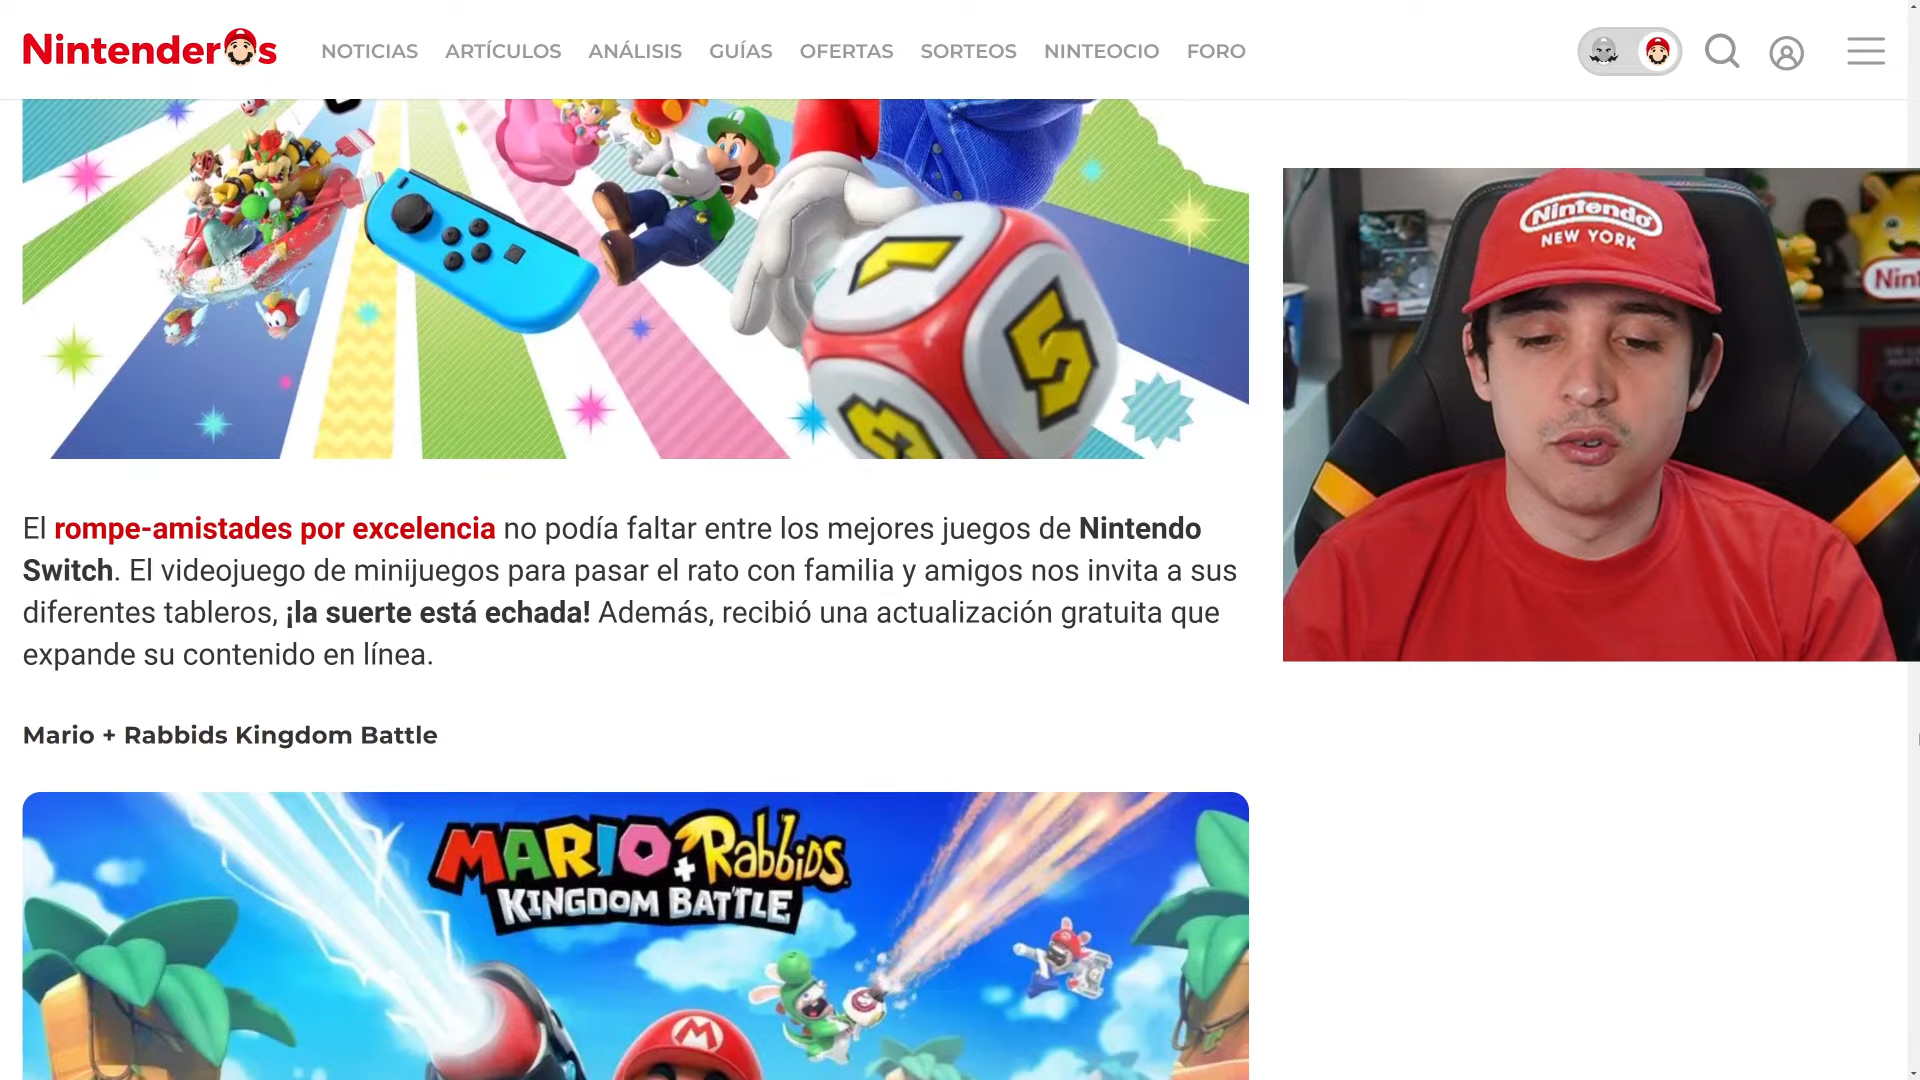 Nintenderos
NOTICIAS ARTÍCULOS ANÁLISIS GUÍAS OFERTAS SORTEOS NINTEOCIO FORO
5
Nintendo
NEW YORK
Nin
El rompe-amistades por excelencia no podía faltar entre los mejores juegos de Nintendo
Switch. El videojuego de minijuegos para pasar el rato con familia y amigos nos invita a sus
diferentes tableros, ¡la suerte está echada! Además, recibió una actualización gratuita que
expande su contenido en línea.
Mario + Rabbids Kingdom Battle
MARIO + RabbiDS
KINGDOM BATTLE
M